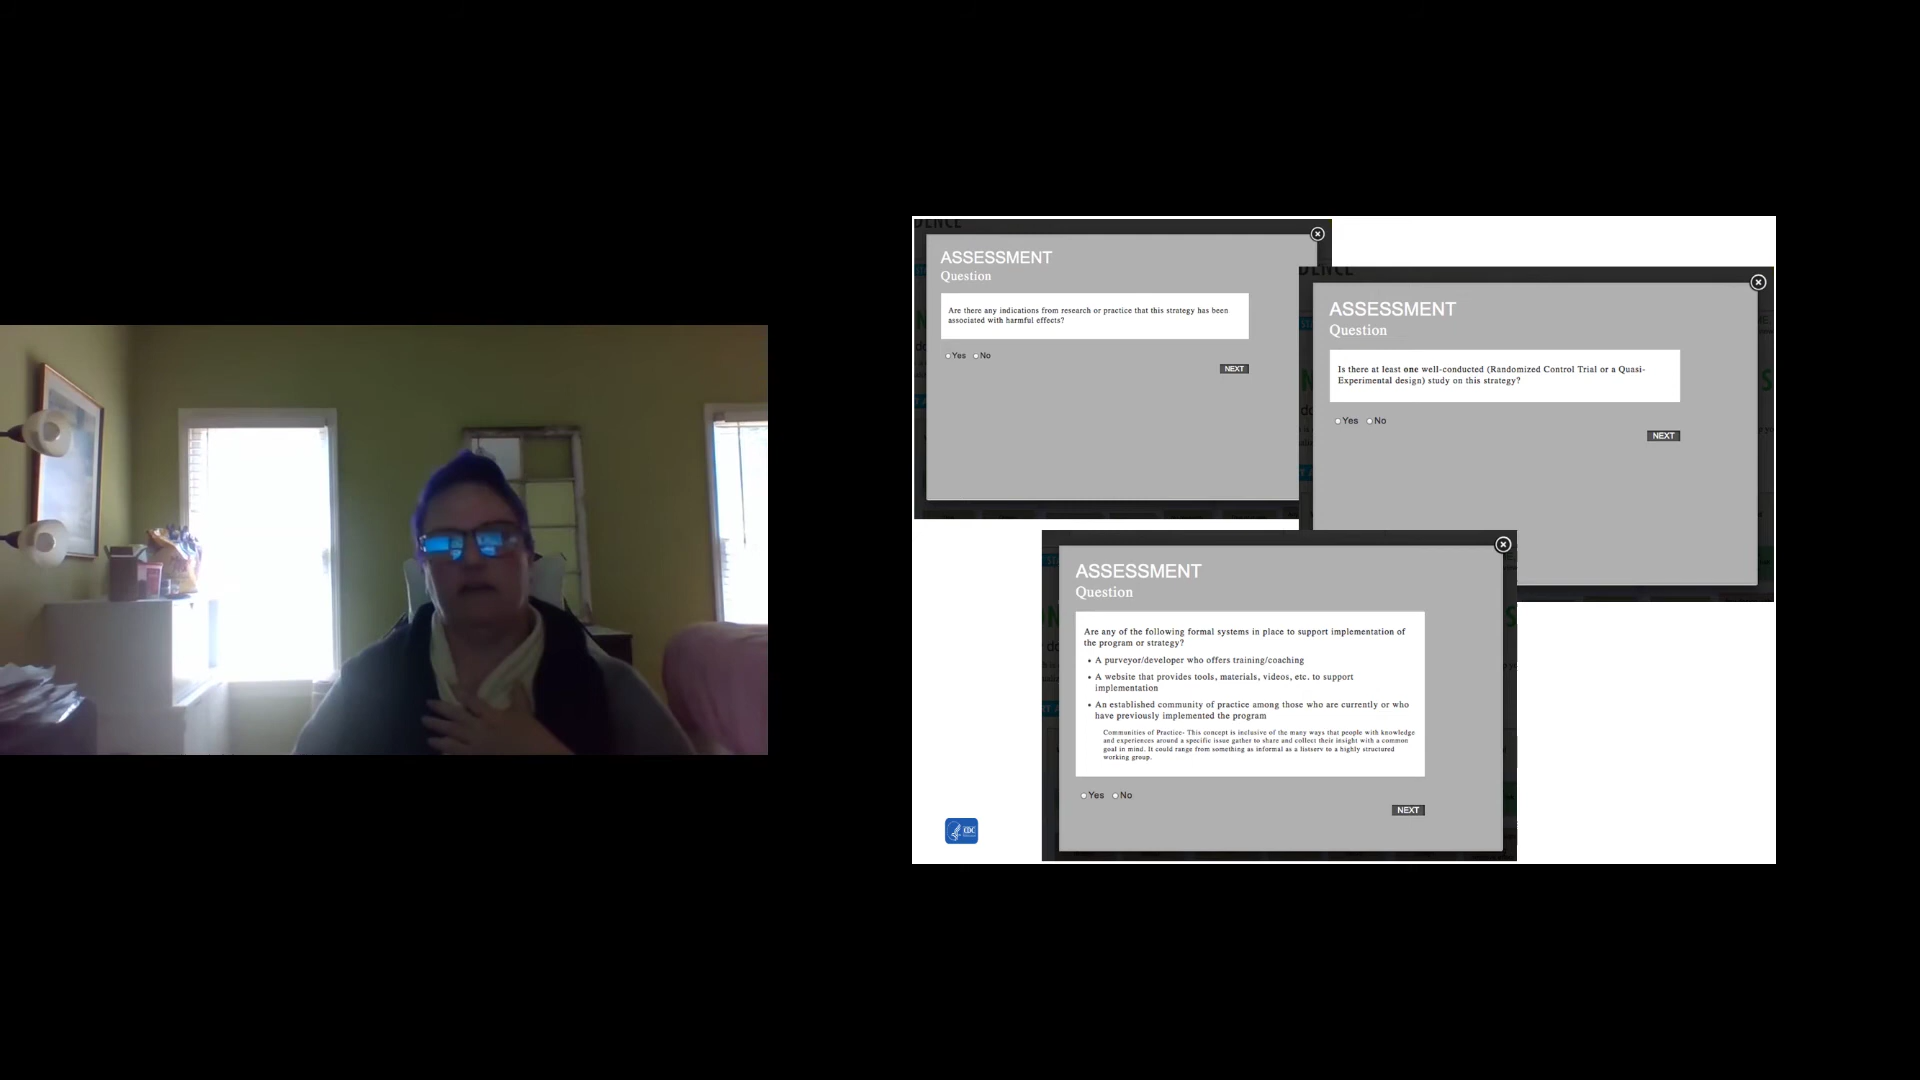 DENCE
ASSESSMENT
Question
Are there any indications from research or practice that this strategy has been
associated with harmful effects?
Yes No
NEXT
DENCE
ASSESSMENT
Question
Is there at least one well-conducted (Randomized Control Trial or a Quasi-
Experimental design) study on this strategy?
Yes No
NEXT
ASSESSMENT
Question
Are any of the following formal systems in place to support implementation of
the program or strategy?
• A purveyor/developer who offers training/coaching
• A website that provides tools, materials, videos, etc. to support
implementation
• An established community of practice among those who are currently or who
have previously implemented the program
Communities of Practice- This concept is inclusive of the many ways that people with knowledge
and experiences around a specific issue gather to share and collect their insight with a common
goal in mind. It could range from something as informal as a listserv to a highly structured
working group.
Yes No
NEXT
CDC